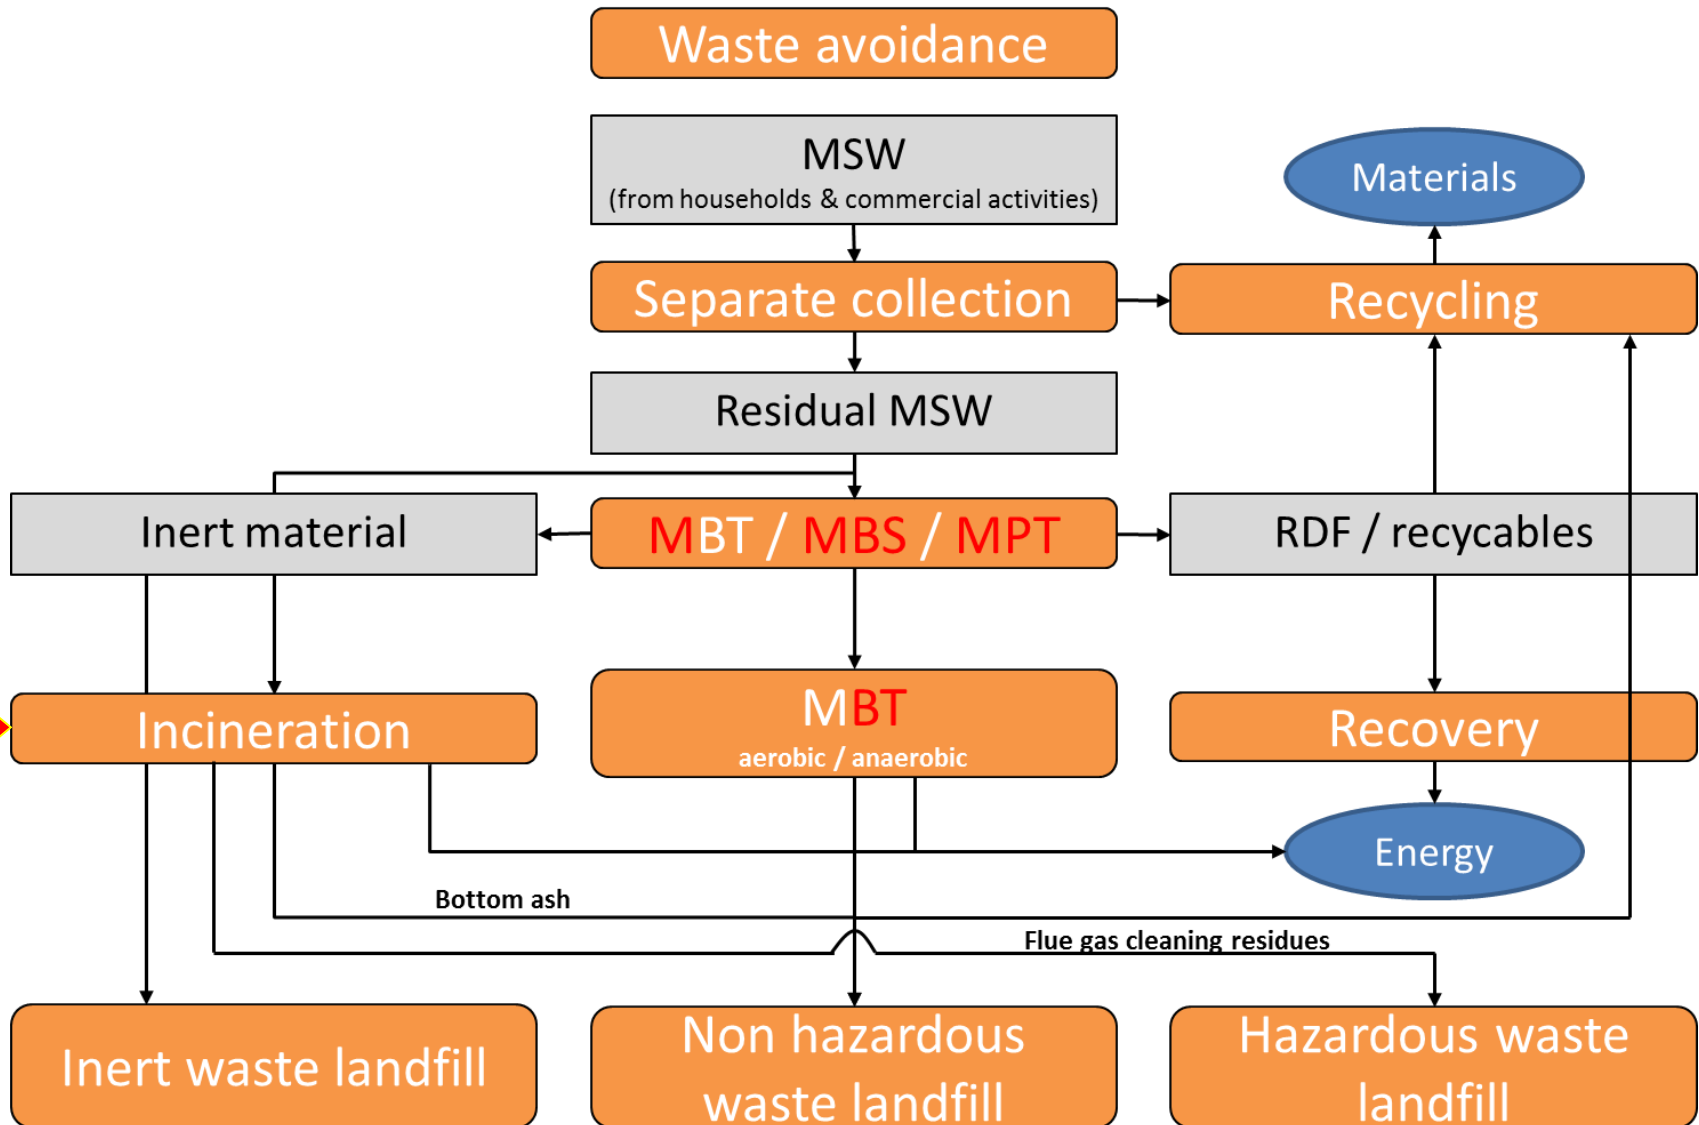 Waste avoidance
MSW
(from households & commercial activities)
Materials
Separate collection
Recycling
Residual MSW
Inert material
MBT / MBS / MPT
RDF / recycables
Incineration
MBT
aerobic / anaerobic
Recovery
Energy
Bottom ash
Flue gas cleaning residues
Inert waste landfill
Non hazardous
waste landfill
Hazardous waste
landfill